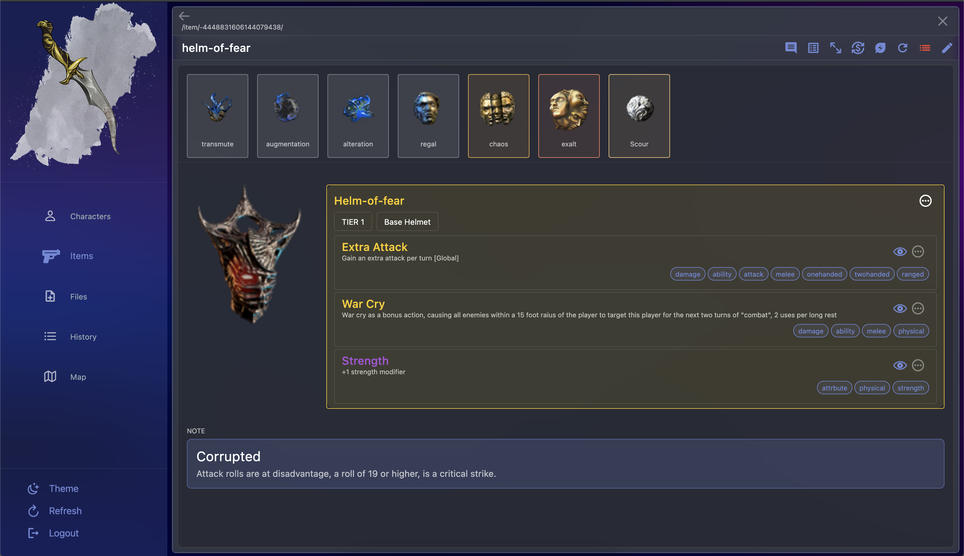 /item/-4448831606144079438/
helm-of-fear
transmute
augmentation
alteration
regal
chaos
exalt
Scour
Characters
Items
Files
History
Map
Theme
Refresh
Logout
Helm-of-fear
TIER 1
Base Helmet
Extra Attack
Gain an extra attack per turn [Global]
damage
ability
attack
melee
onehanded
twohanded
ranged
War Cry
War cry as a bonus action, causing all enemies within a 15 foot raius of the player to target this player for the next two turns of "combat", 2 uses per long rest
damage
ability
melee
physical
Strength
+1 strength modifier
attrbute
physical
strength
NOTE
Corrupted
Attack rolls are at disadvantage, a roll of 19 or higher, is a critical strike.